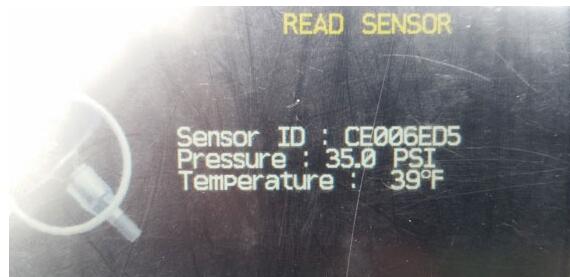 READ SENSOR
Sensor ID : CE006ED5
Pressure : 35.0 PSI
Temperature : 39°F